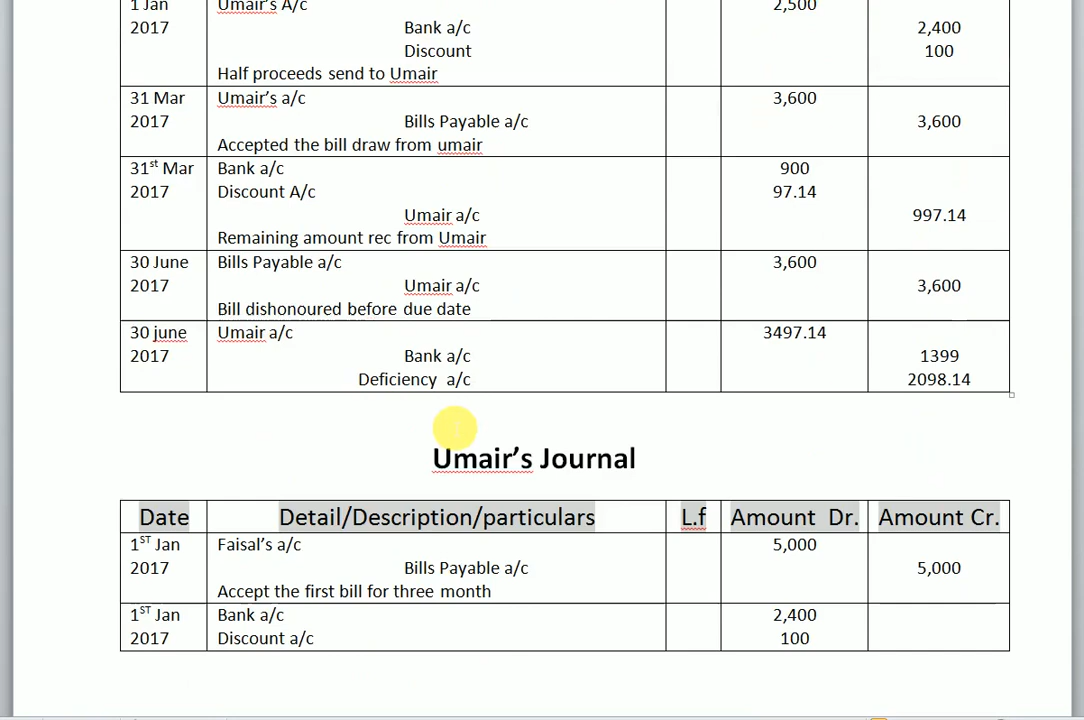 1 Jan Umair's A/c 2,500
2017 Bank a/c 2,400
Discount 100
Half proceeds send to Umair
31 Mar Umair's a/c 3,600
2017 Bills Payable a/c 3,600
Accepted the bill draw from umair
31st Mar Bank a/c 900
2017 Discount A/c 97.14
Umair a/c 997.14
Remaining amount rec from Umair
30 June Bills Payable a/c 3,600
2017 Umair a/c 3,600
Bill dishonoured before due date
30 june Umair a/c 3497.14
2017 Bank a/c 1399
Deficiency a/c 2098.14
Umair's Journal
Date Detail/Description/particulars L.f Amount Dr. Amount Cr.
1ST Jan Faisal's a/c 5,000
2017 Bills Payable a/c 5,000
Accept the first bill for three month
1ST Jan Bank a/c 2,400
2017 Discount a/c 100